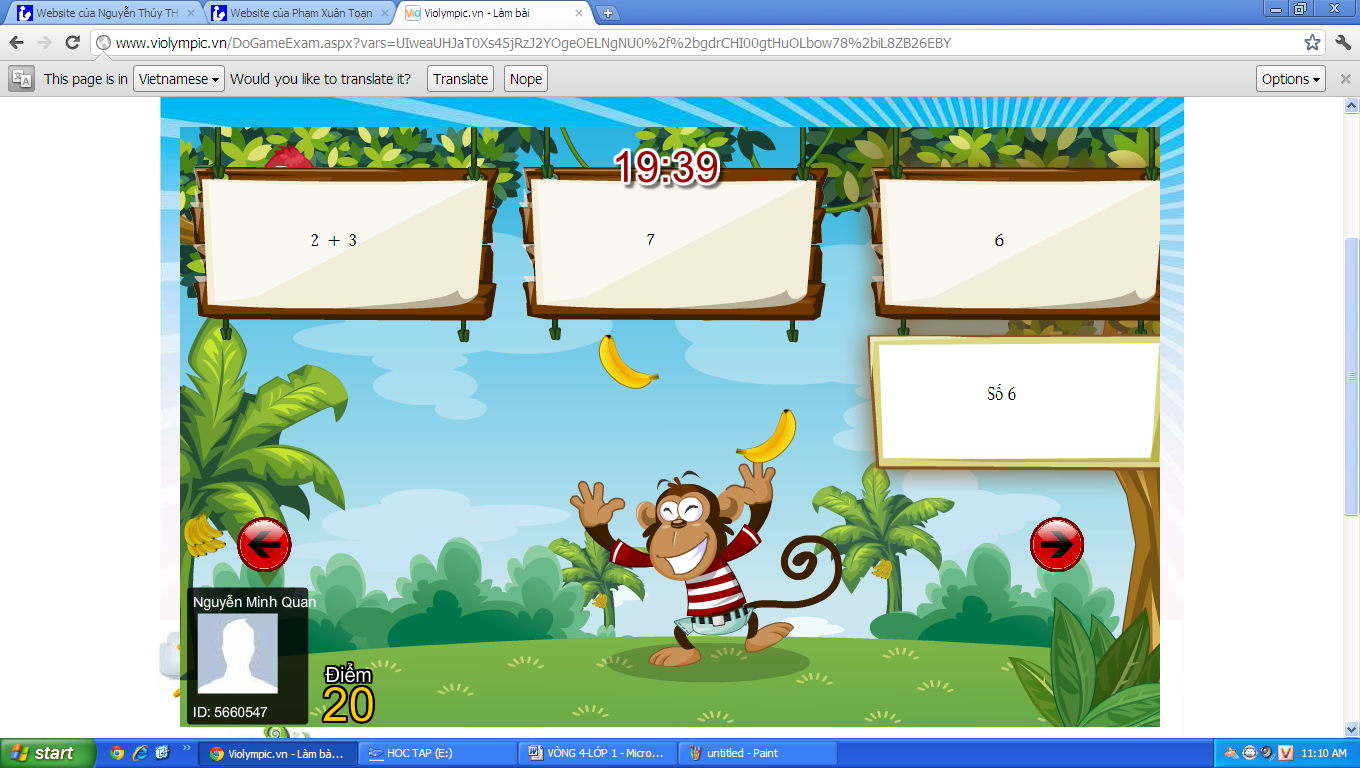 Website của Nguyễn Thúy TH
Website của Phạm Xuân Toạn
ViO Violympic.vn - Làm bài
www.violympic.vn/DoGameExam.aspx?vars=UIweaUHJaT0Xs45jRzJ2YOgeOELNgNU0%2f%2bgdrCHI00gtHuOLbow78%2biL8ZB26EBY
This page is in Vietnamese Would you like to translate it? Translate Nope Options
19:39
2 + 3
7
6
Số 6
Nguyễn Minh Quan
ID: 5660547
Điểm
20
start
Violympic.vn - Làm bà...
HOC TAP (E:)
VÒNG 4-LỚP 1 - Micro...
untitled - Paint
V
11:10 AM